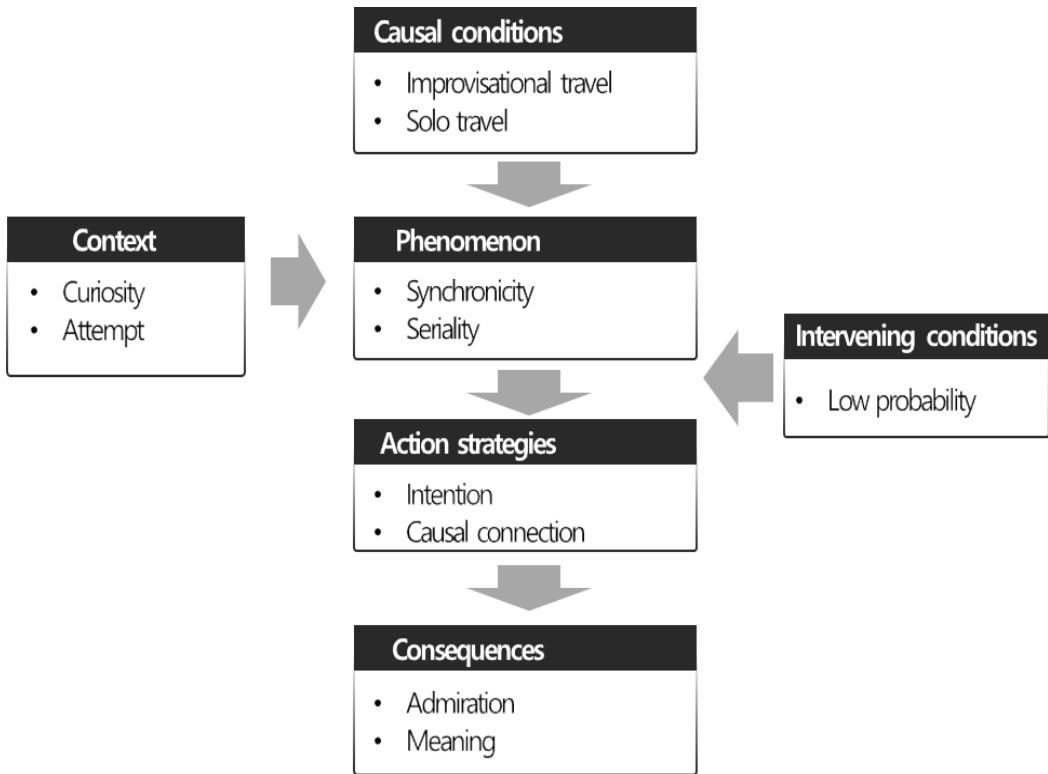 Causal conditions
• Improvisational travel
• Solo travel
Context
• Curiosity
• Attempt
Phenomenon
• Synchronicity
• Seriality
Intervening conditions
• Low probability
Action strategies
• Intention
• Causal connection
Consequences
• Admiration
• Meaning